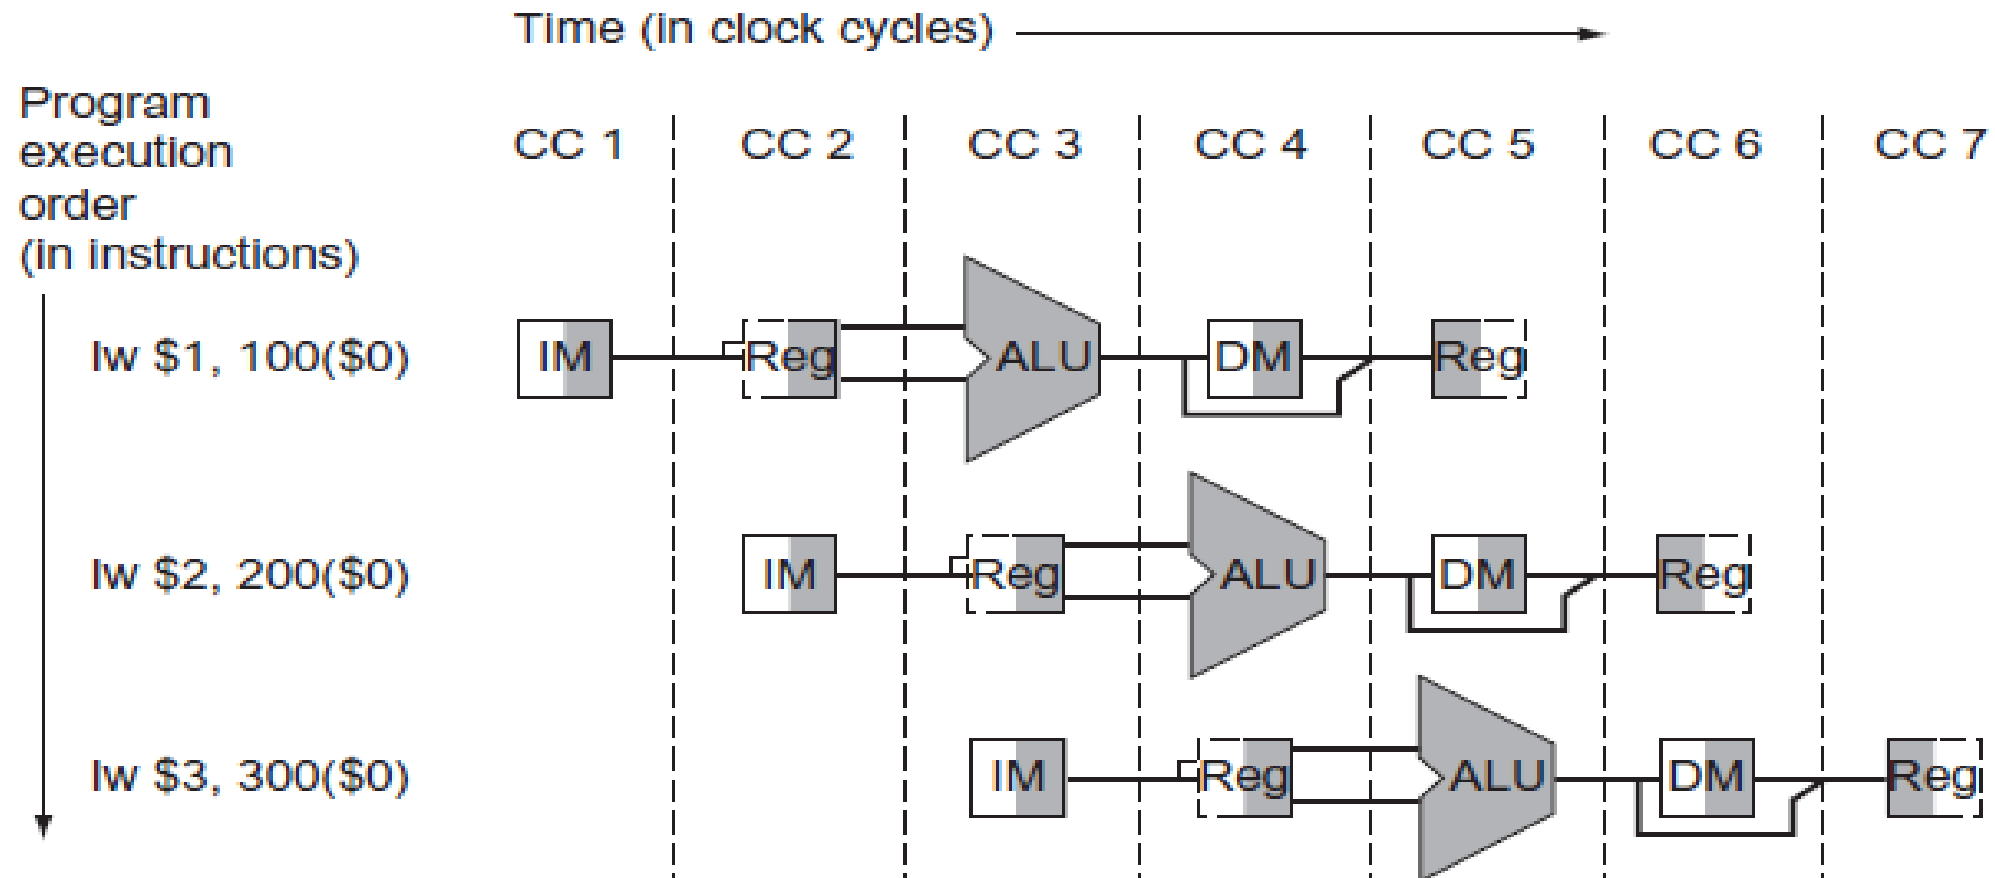 Time (in clock cycles)
Program
execution
order
(in instructions)
CC 1 CC 2 CC 3 CC 4 CC 5 CC 6 CC 7
lw $1, 100($0) IM Reg ALU DM Reg
lw $2, 200($0) IM Reg ALU DM Reg
lw $3, 300($0) IM Reg ALU DM Reg